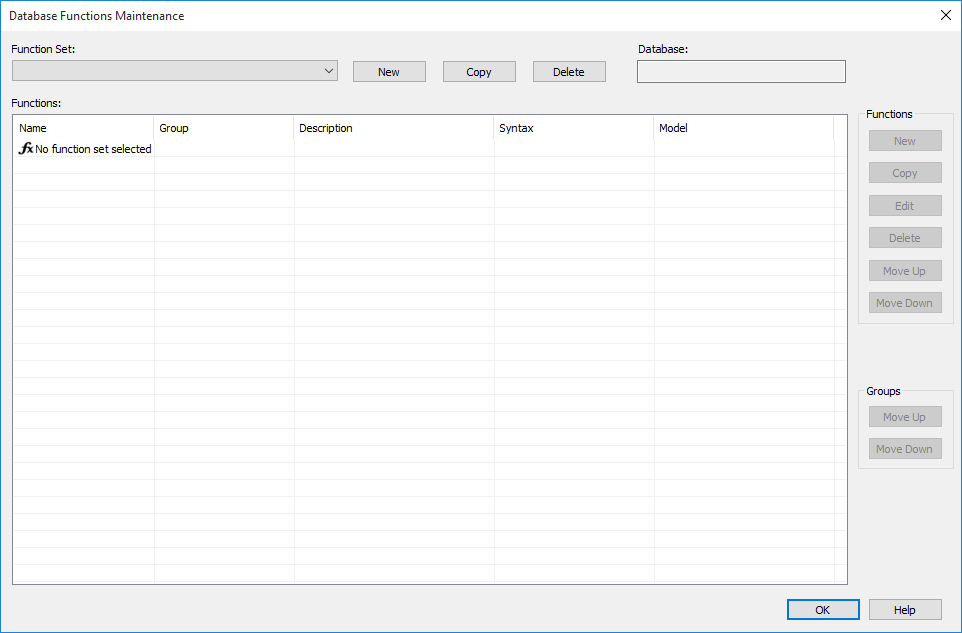 Database Functions Maintenance
Function Set:
Database:
New
Copy
Delete
Functions:
Name Group Description Syntax Model
fx No function set selected
Functions
New
Copy
Edit
Delete
Move Up
Move Down
Groups
Move Up
Move Down
OK
Help